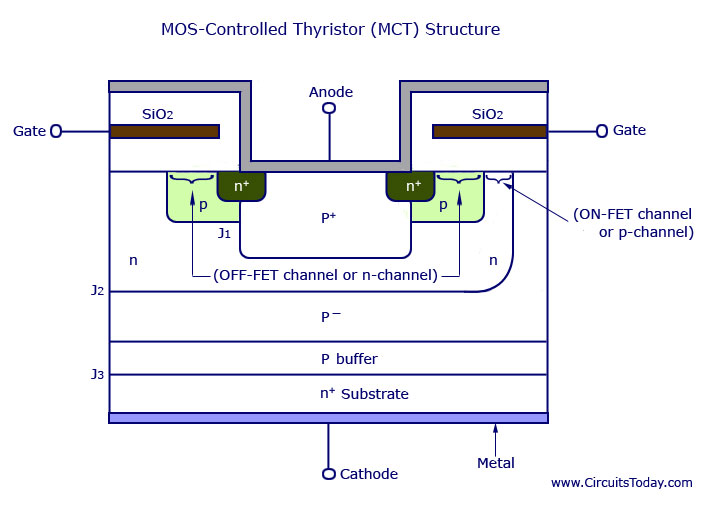 MOS-Controlled Thyristor (MCT) Structure
Anode
SiO2
SiO2
Gate
Gate
n+
n+
p
P+
p
(ON-FET channel
or p-channel)
J1
n
(OFF-FET channel or n-channel)
n
J2
P−
P buffer
J3
n+ Substrate
Metal
Cathode
www.CircuitsToday.com